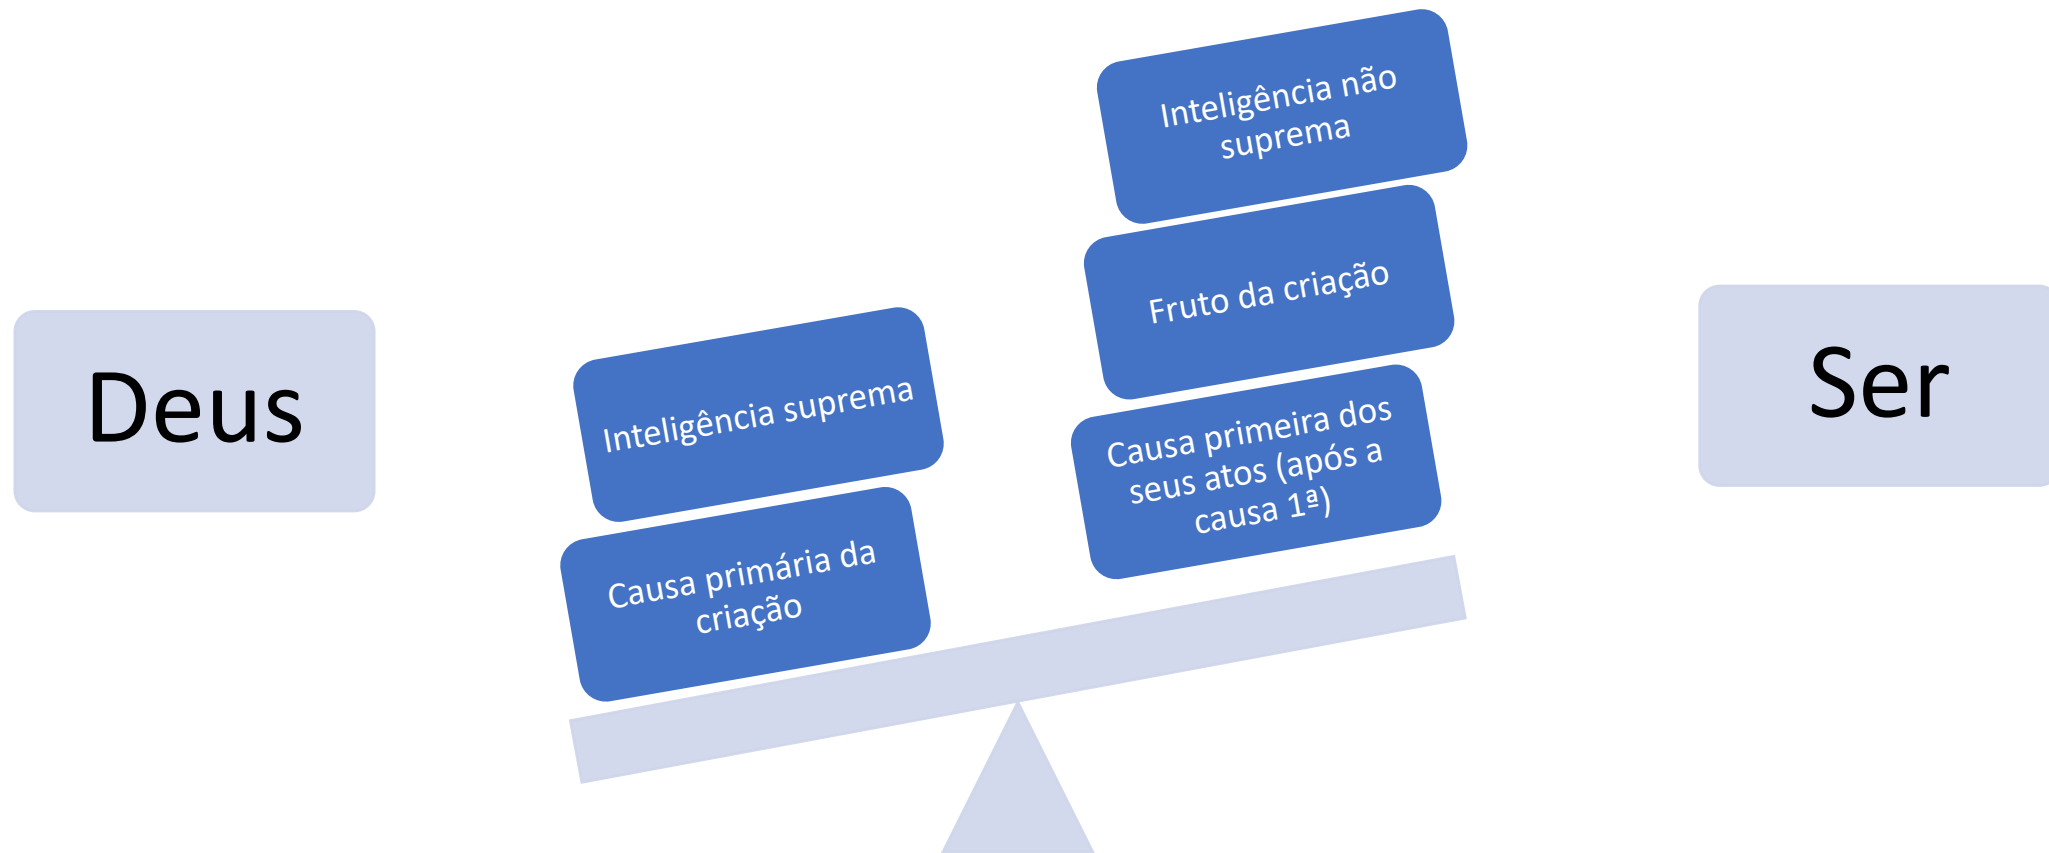 Deus
Inteligência suprema
Causa primária da
criação
Inteligência não
suprema
Fruto da criação
Causa primeira dos
seus atos (após a
causa 1ª)
Ser